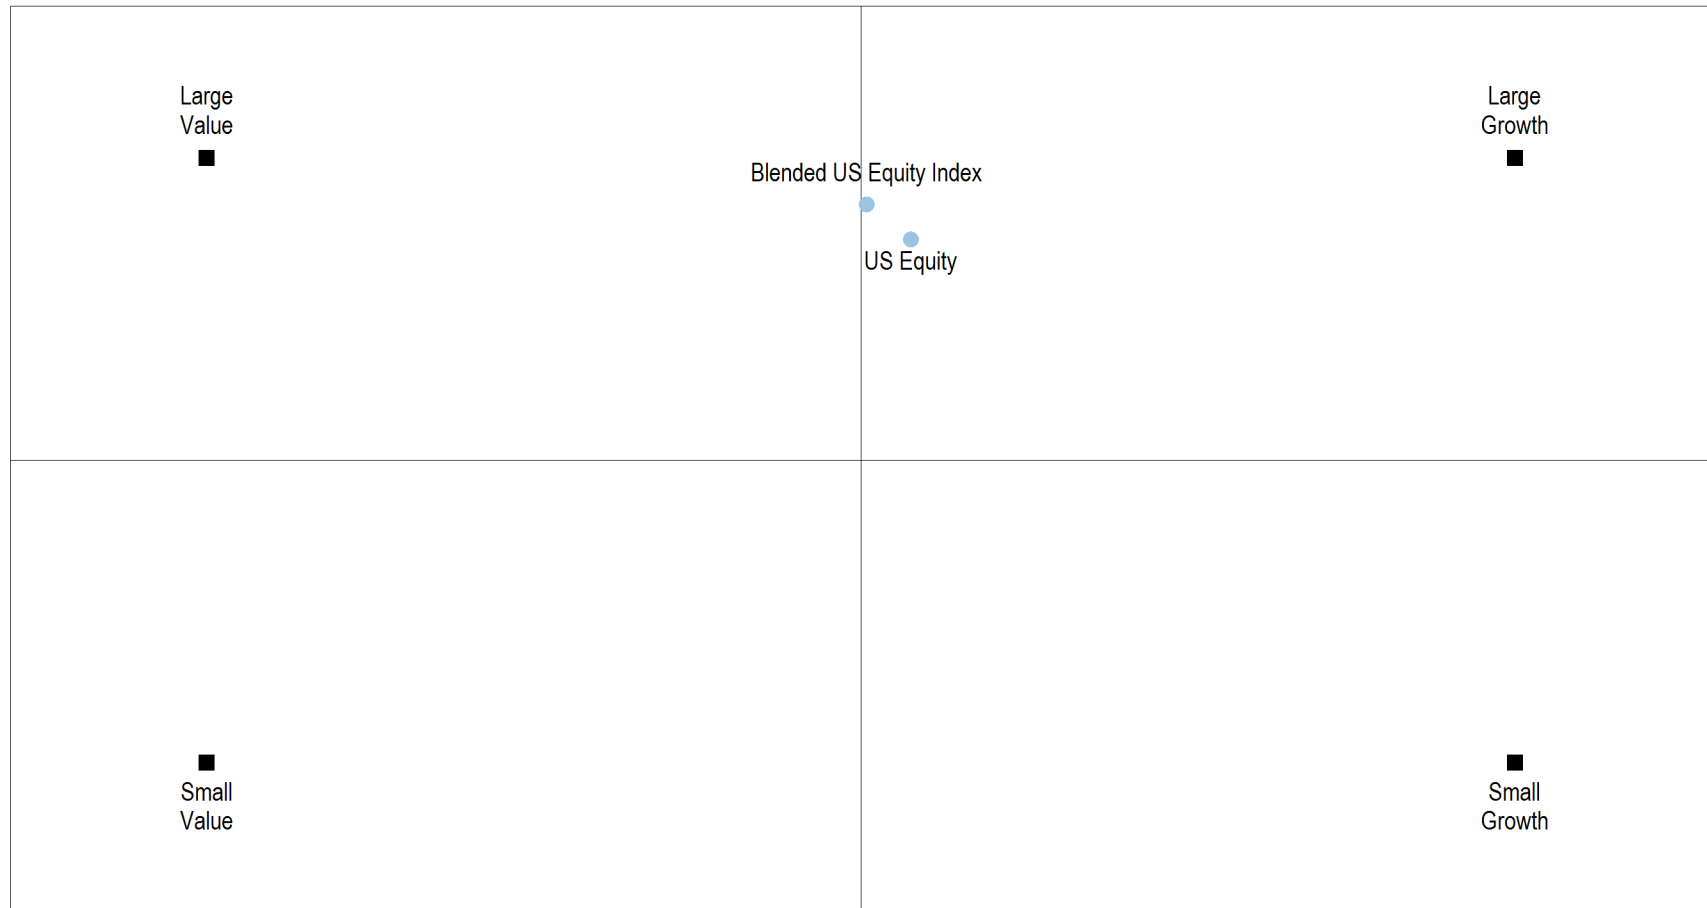 Large
Value
Large
Growth
Blended US Equity Index
US Equity
Small
Value
Small
Growth